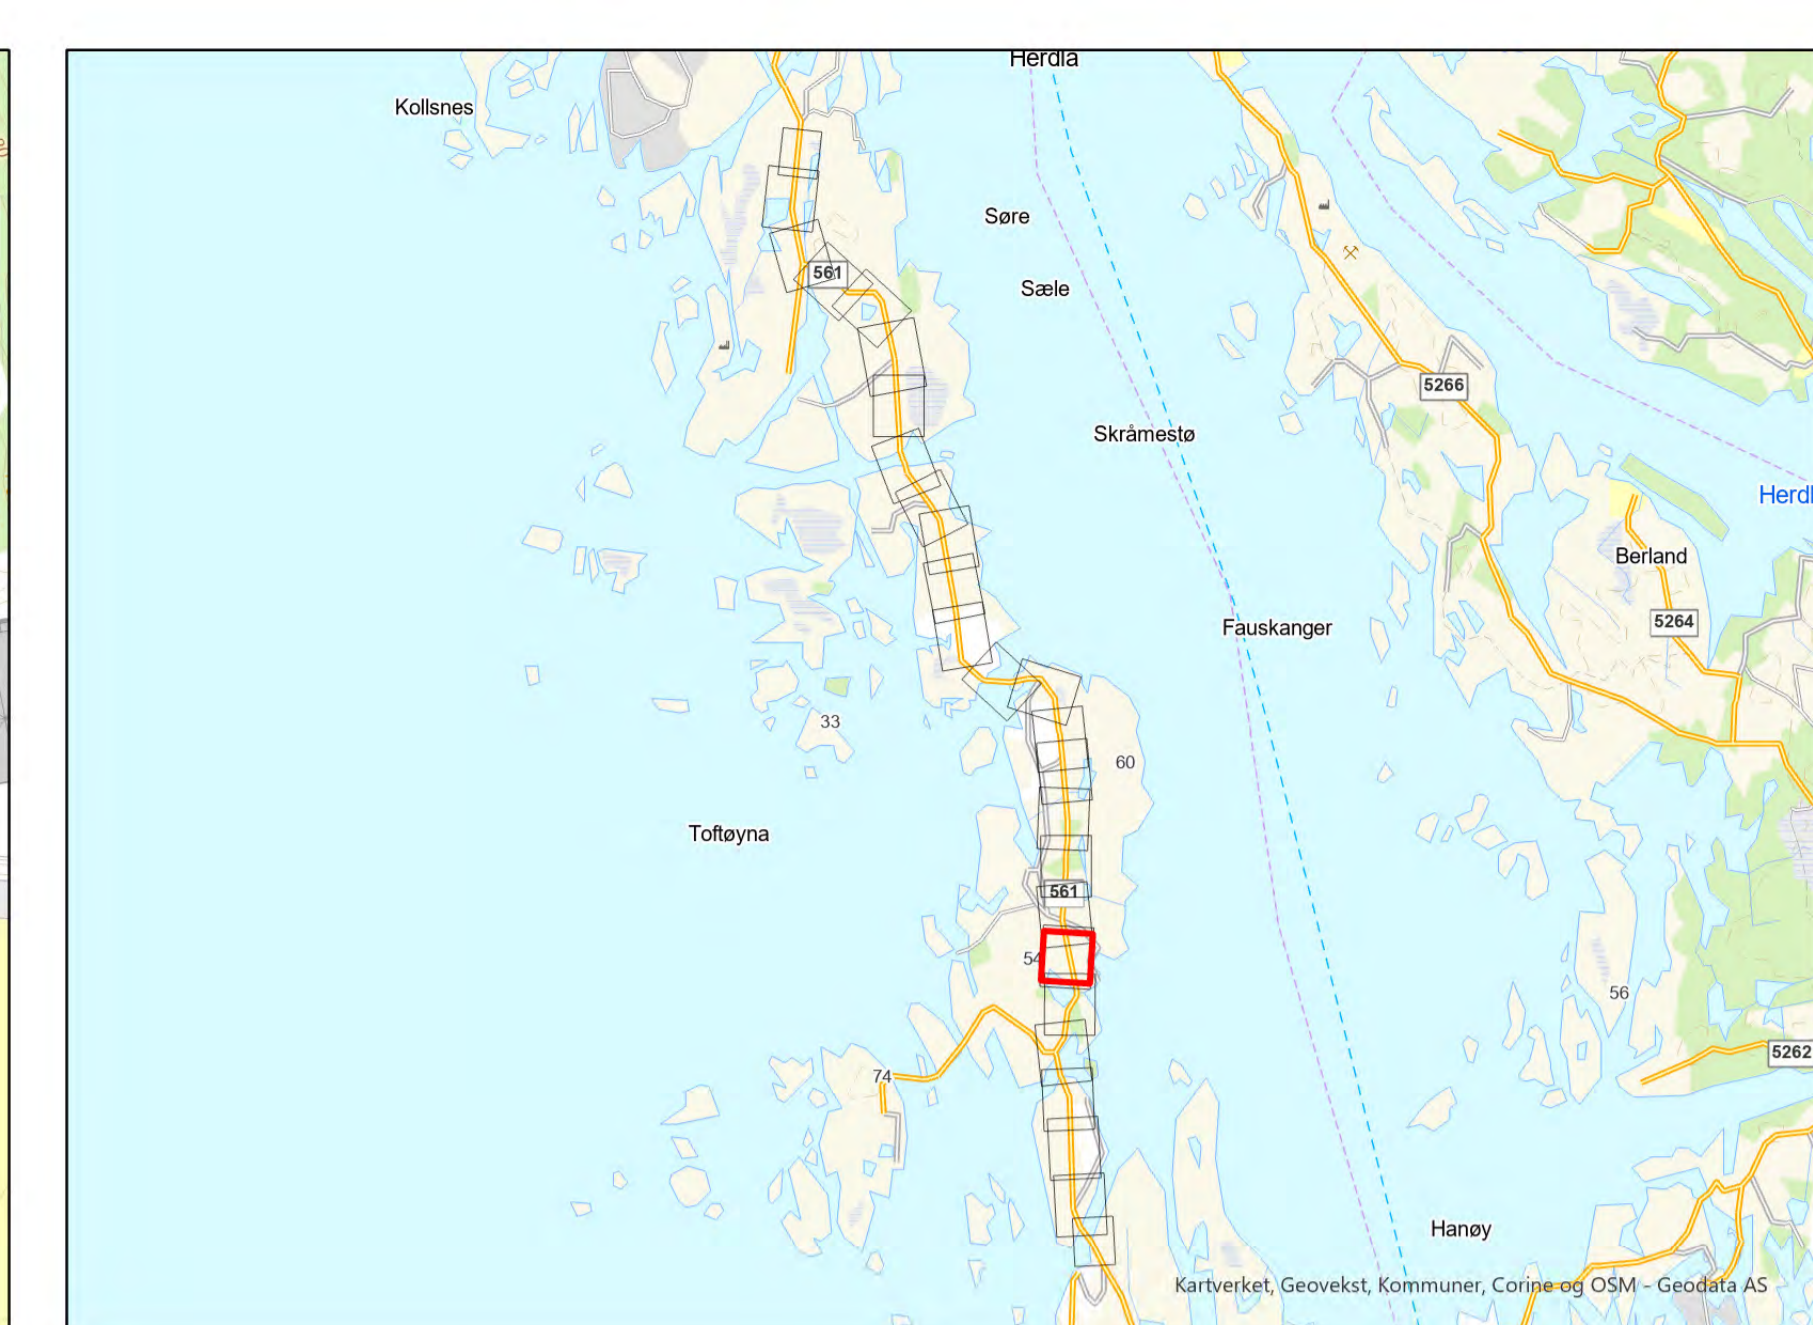 Herdla
Kollsnes
Søre
561
Sæle
5266
Skråmestø
Herdl
Berland
5264
Fauskanger
33
60
Toftøyna
561
54
56
5262
74
Hanøy
Kartverket, Geovekst, Kommuner, Corine og OSM - Geodata AS